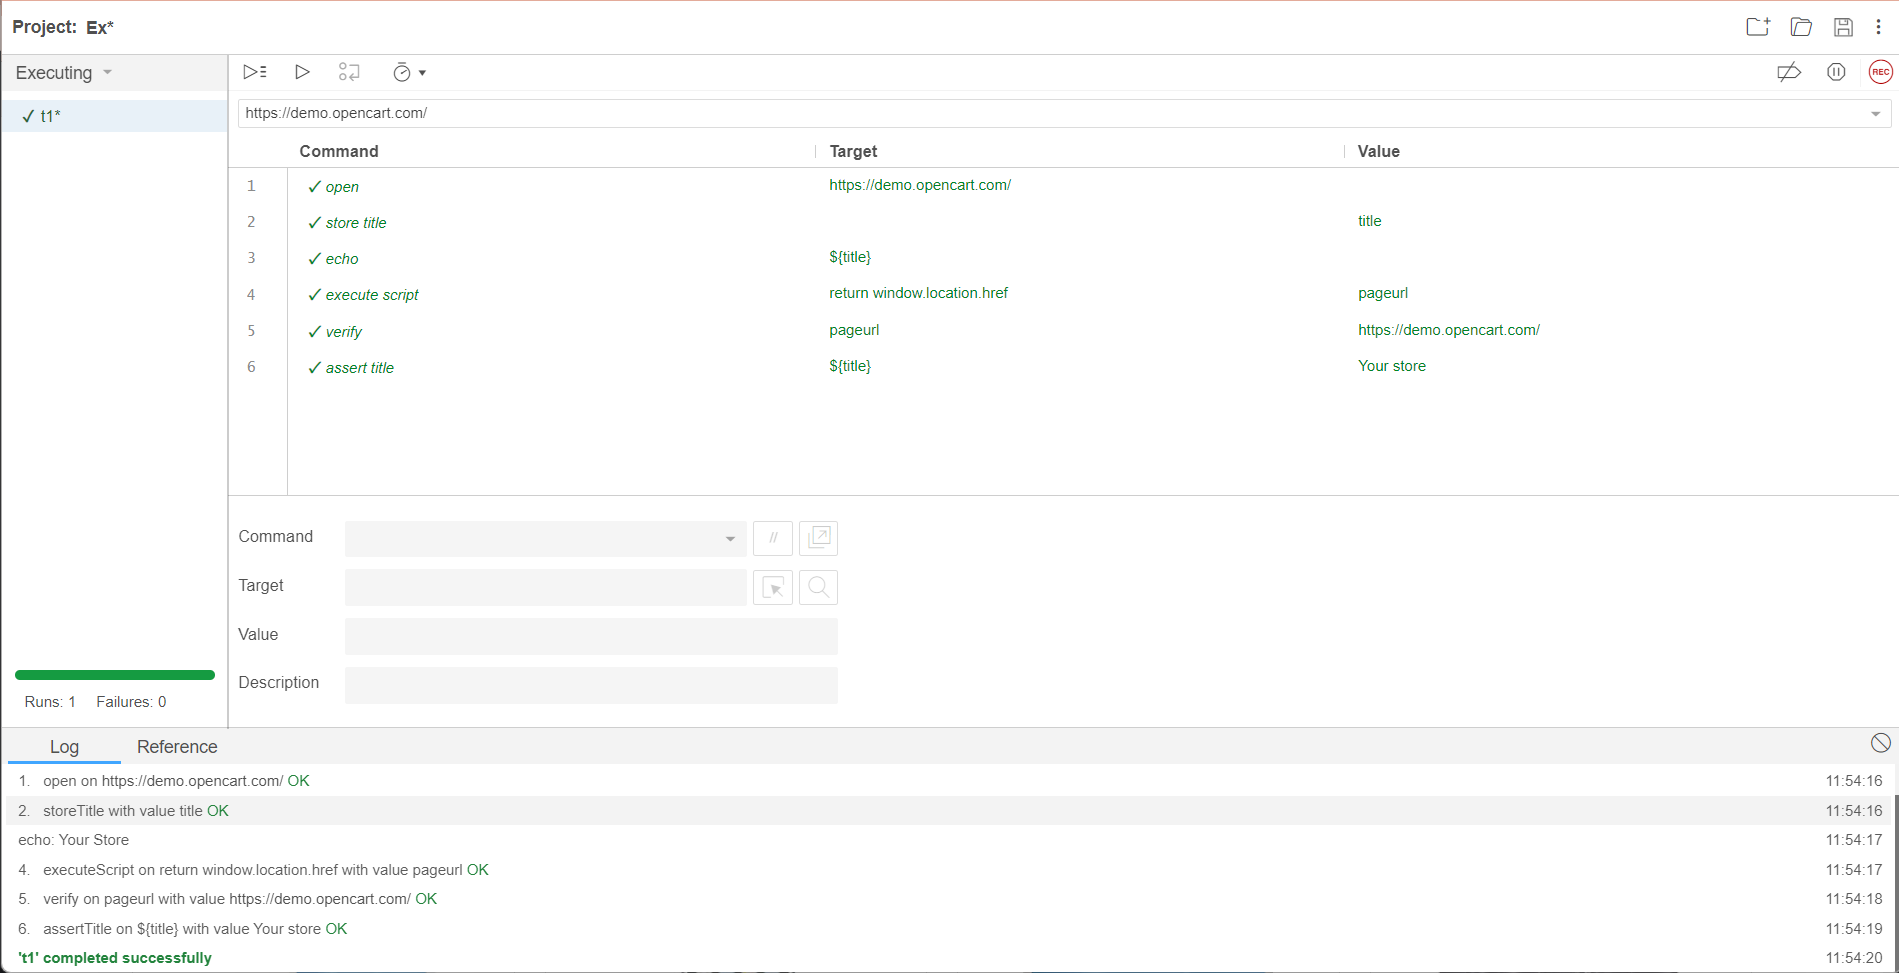 Project: Ex*
Executing
✓ t1*
REC
https://demo.opencart.com/
Command Target Value
1 ✓ open https://demo.opencart.com/
2 ✓ store title title
3 ✓ echo ${title}
4 ✓ execute script return window.location.href pageurl
5 ✓ verify pageurl https://demo.opencart.com/
6 ✓ assert title ${title} Your store
Command //
Target
Value
Description
Runs: 1 Failures: 0
Log Reference
1. open on https://demo.opencart.com/ OK 11:54:16
2. storeTitle with value title OK 11:54:16
echo: Your Store 11:54:17
4. executeScript on return window.location.href with value pageurl OK 11:54:17
5. verify on pageurl with value https://demo.opencart.com/ OK 11:54:18
6. assertTitle on ${title} with value Your store OK 11:54:19
't1' completed successfully 11:54:20